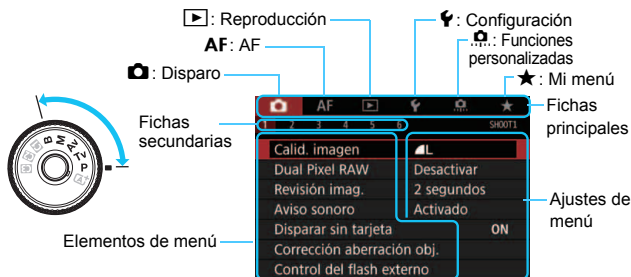 : Reproducción
: Configuración
AF: AF
: Funciones
personalizadas
: Disparo
: Mi menú
AF
Fichas
principales
Fichas
secundarias
1 2 3 4 5 6 SHOOT1
Calid. imagen L
Dual Pixel RAW Desactivar
Revisión imag. 2 segundos
Aviso sonoro Activado
Disparar sin tarjeta ON
Corrección aberración obj.
Control del flash externo
Ajustes de
menú
Elementos de menú
B M Av Tv P A+